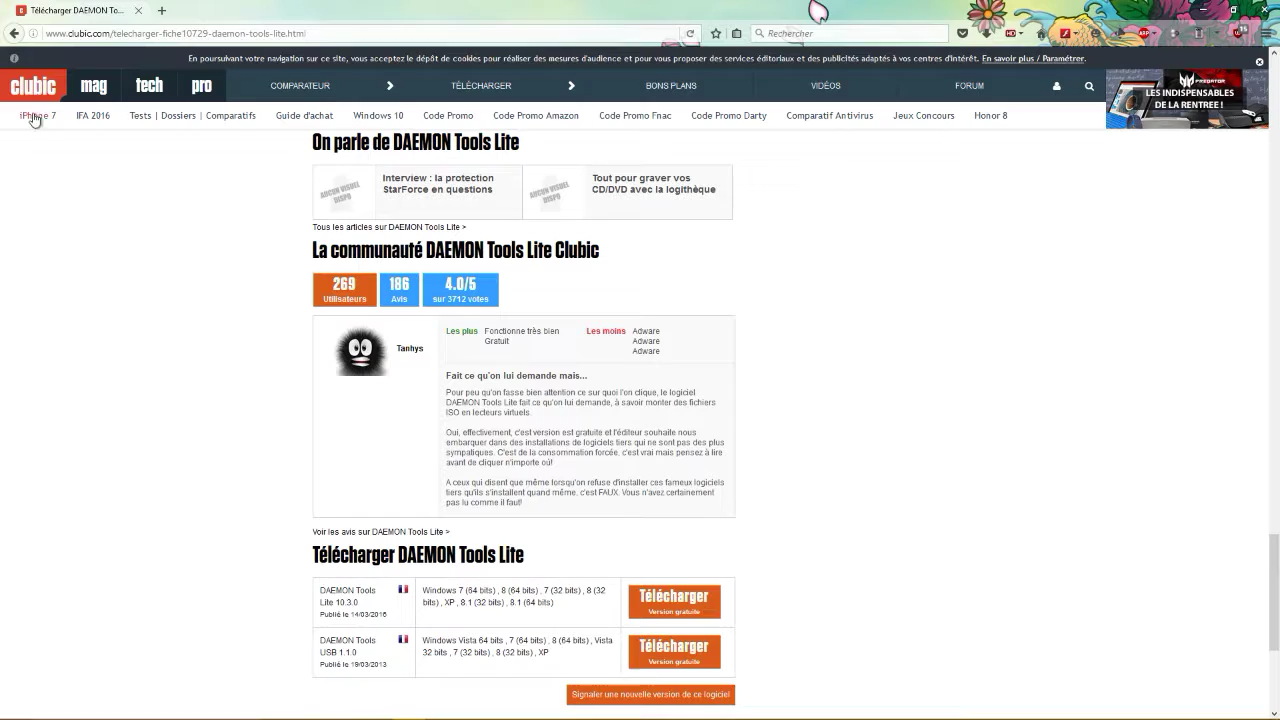 Télécharger DAEMON To...
www.clubic.com/telecharger-fiche10729-daemon-tools-lite.html
Rechercher
En poursuivant votre navigation sur ce site, vous acceptez le dépôt de cookies pour réaliser des mesures d'audience et pour vous proposer des services éditoriaux et des publicités adaptés à vos centres d'intérêt. En savoir plus / Paramétrer.
clubic mag tech pro COMPARATEUR TÉLÉCHARGER BONS PLANS VIDÉOS FORUM
PREDATOR
LES INDISPENSABLES
DE LA RENTREE !
iPhone 7 IFA 2016 Tests | Dossiers | Comparatifs Guide d'achat Windows 10 Code Promo Code Promo Amazon Code Promo Fnac Code Promo Darty Comparatif Antivirus Jeux Concours Honor 8
On parle de DAEMON Tools Lite
AUCUN VISUEL
DISPO
Interview : la protection
StarForce en questions
AUCUN VISUEL
DISPO
Tout pour graver vos
CD/DVD avec la logithèque
Tous les articles sur DAEMON Tools Lite >
La communauté DAEMON Tools Lite Clubic
269
Utilisateurs
186
Avis
4.0/5
sur 3712 votes
Tanhys
Les plus Fonctionne très bien
Gratuit
Les moins Adware
Adware
Adware
Fait ce qu'on lui demande mais...
Pour peu qu'on fasse bien attention ce sur quoi l'on clique, le logiciel
DAEMON Tools Lite fait ce qu'on lui demande, à savoir monter des fichiers
ISO en lecteurs virtuels.
Oui, effectivement, c'est version est gratuite et l'éditeur souhaite nous
embarquer dans des installations de logiciels tiers qui ne sont pas des plus
sympatiques. C'est de la consommation forcée, c'est vrai mais pensez à lire
avant de cliquer n'importe où!
A ceux qui disent que même lorsqu'on refuse d'installer ces fameux logiciels
tiers qu'ils s'installent quand même, c'est FAUX. Vous n'avez certainement
pas lu comme il faut!
Voir les avis sur DAEMON Tools Lite >
Télécharger DAEMON Tools Lite
DAEMON Tools
Lite 10.3.0
Publié le 14/03/2016
Windows 7 (64 bits) , 8 (64 bits) , 7 (32 bits) , 8 (32
bits) , XP , 8.1 (32 bits) , 8.1 (64 bits)
Télécharger
Version gratuite
DAEMON Tools
USB 1.1.0
Publié le 19/03/2013
Windows Vista 64 bits , 7 (64 bits) , 8 (64 bits) , Vista
32 bits , 7 (32 bits) , 8 (32 bits) , XP
Télécharger
Version gratuite
Signaler une nouvelle version de ce logiciel